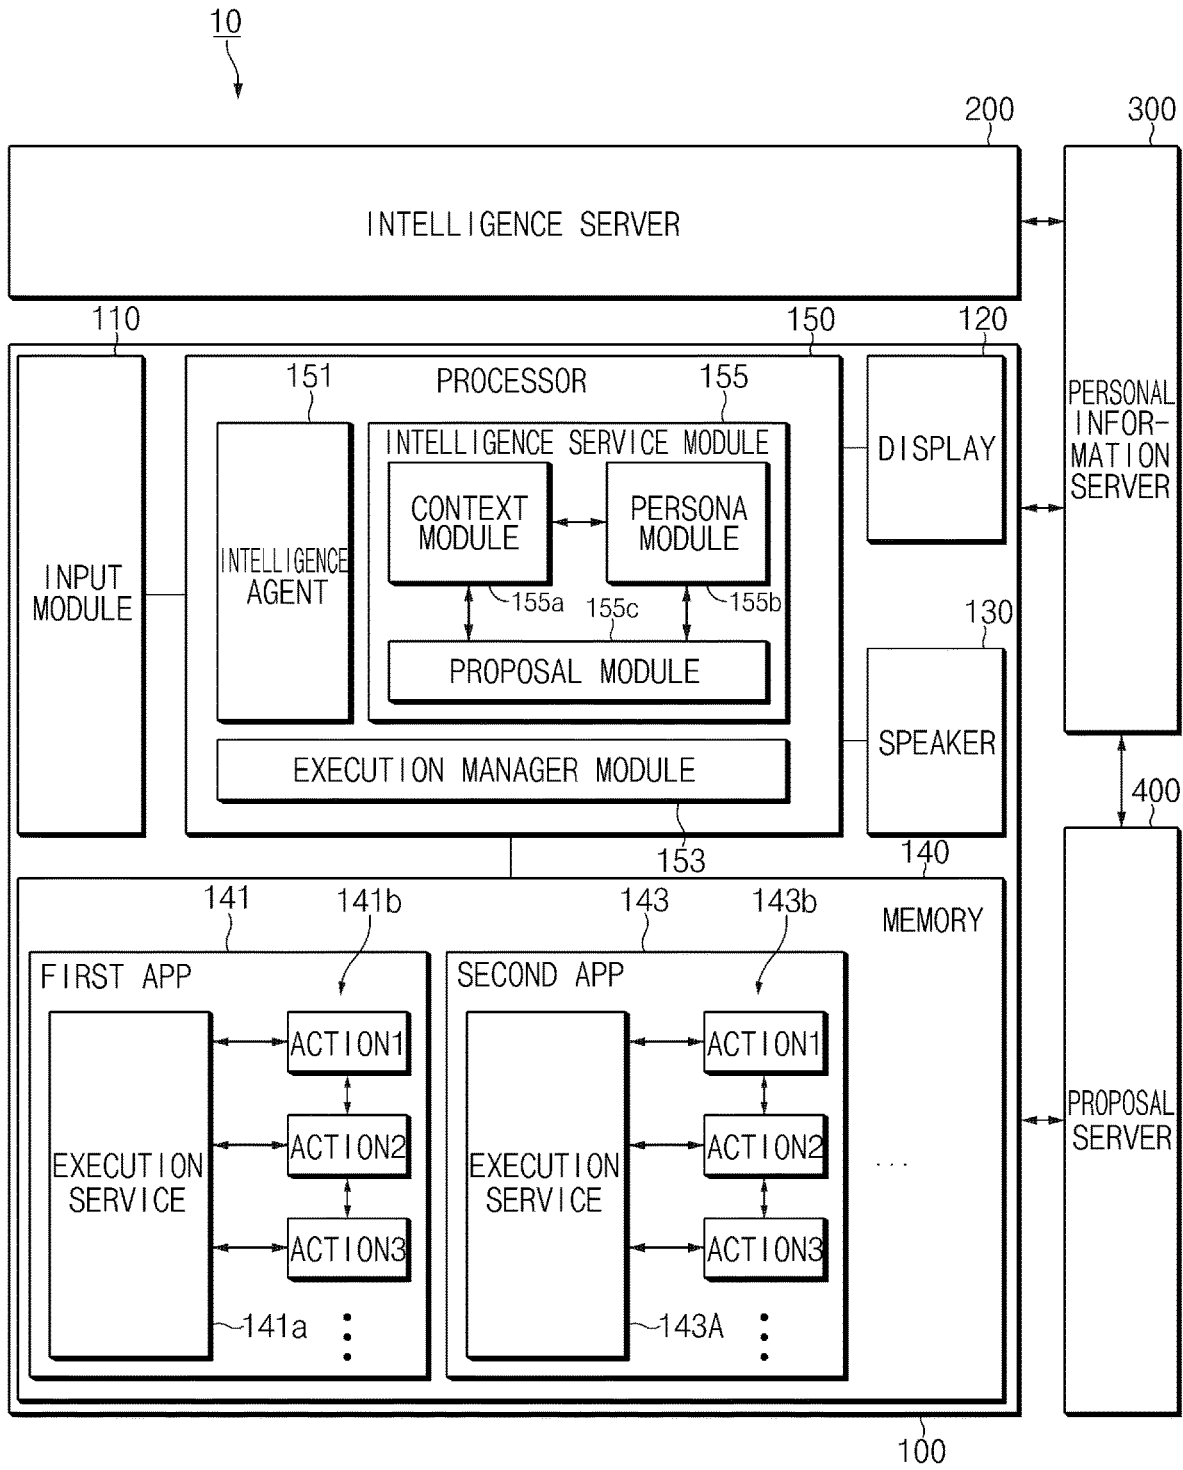 10
200
300
INTELLIGENCE SERVER
110
150
120
151
PROCESSOR
155
INTELLIGENCE SERVICE MODULE
CONTEXT
MODULE
PERSONA
MODULE
INTELLIGENCE
AGENT
155a
155c
155b
PROPOSAL MODULE
EXECUTION MANAGER MODULE
153
INPUT
MODULE
DISPLAY
130
SPEAKER
PERSONAL
INFOR-
MATION
SERVER
400
140
MEMORY
141
141b
143
143b
FIRST APP
EXECUTION
SERVICE
ACTION1
ACTION2
ACTION3
141a
SECOND APP
EXECUTION
SERVICE
ACTION1
ACTION2
ACTION3
143A
...
PROPOSAL
SERVER
100